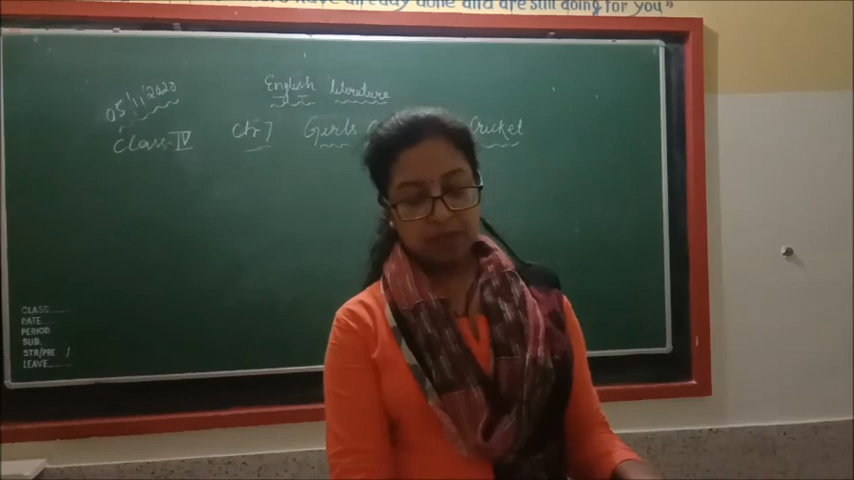 have already done and are still doing for you"
05/11/2020
English literature
Class-IV Ch-7 Girls Cricket
CLASS......
DATE......
PERIOD.
SUB.
STR/PRE /
LEAVE......